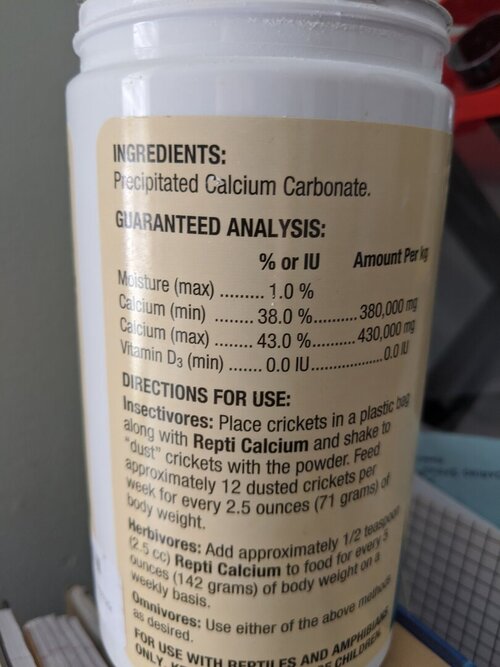 INGREDIENTS:
Precipitated Calcium Carbonate.
GUARANTEED ANALYSIS:
% or IU Amount Per kg
Moisture (max) ......... 1.0 %
Calcium (min) ........ 38.0 %.......... 380,000 mg
Calcium (max) ........ 43.0 %.......... 430,000 mg
Vitamin D3 (min) ....... 0.0 IU................ 0.0 IU
DIRECTIONS FOR USE:
Insectivores: Place crickets in a plastic bag
along with Repti Calcium and shake to
"dust" crickets with the powder. Feed
approximately 12 dusted crickets per
week for every 2.5 ounces (71 grams) of
body weight.
Herbivores: Add approximately 1/2 teaspoon
(2.5 cc) Repti Calcium to food for every 5
ounces (142 grams) of body weight on a
weekly basis.
Omnivores: Use either of the above methods
as desired.
FOR USE WITH REPTILES AND AMPHIBIANS
ONLY. CHILDREN